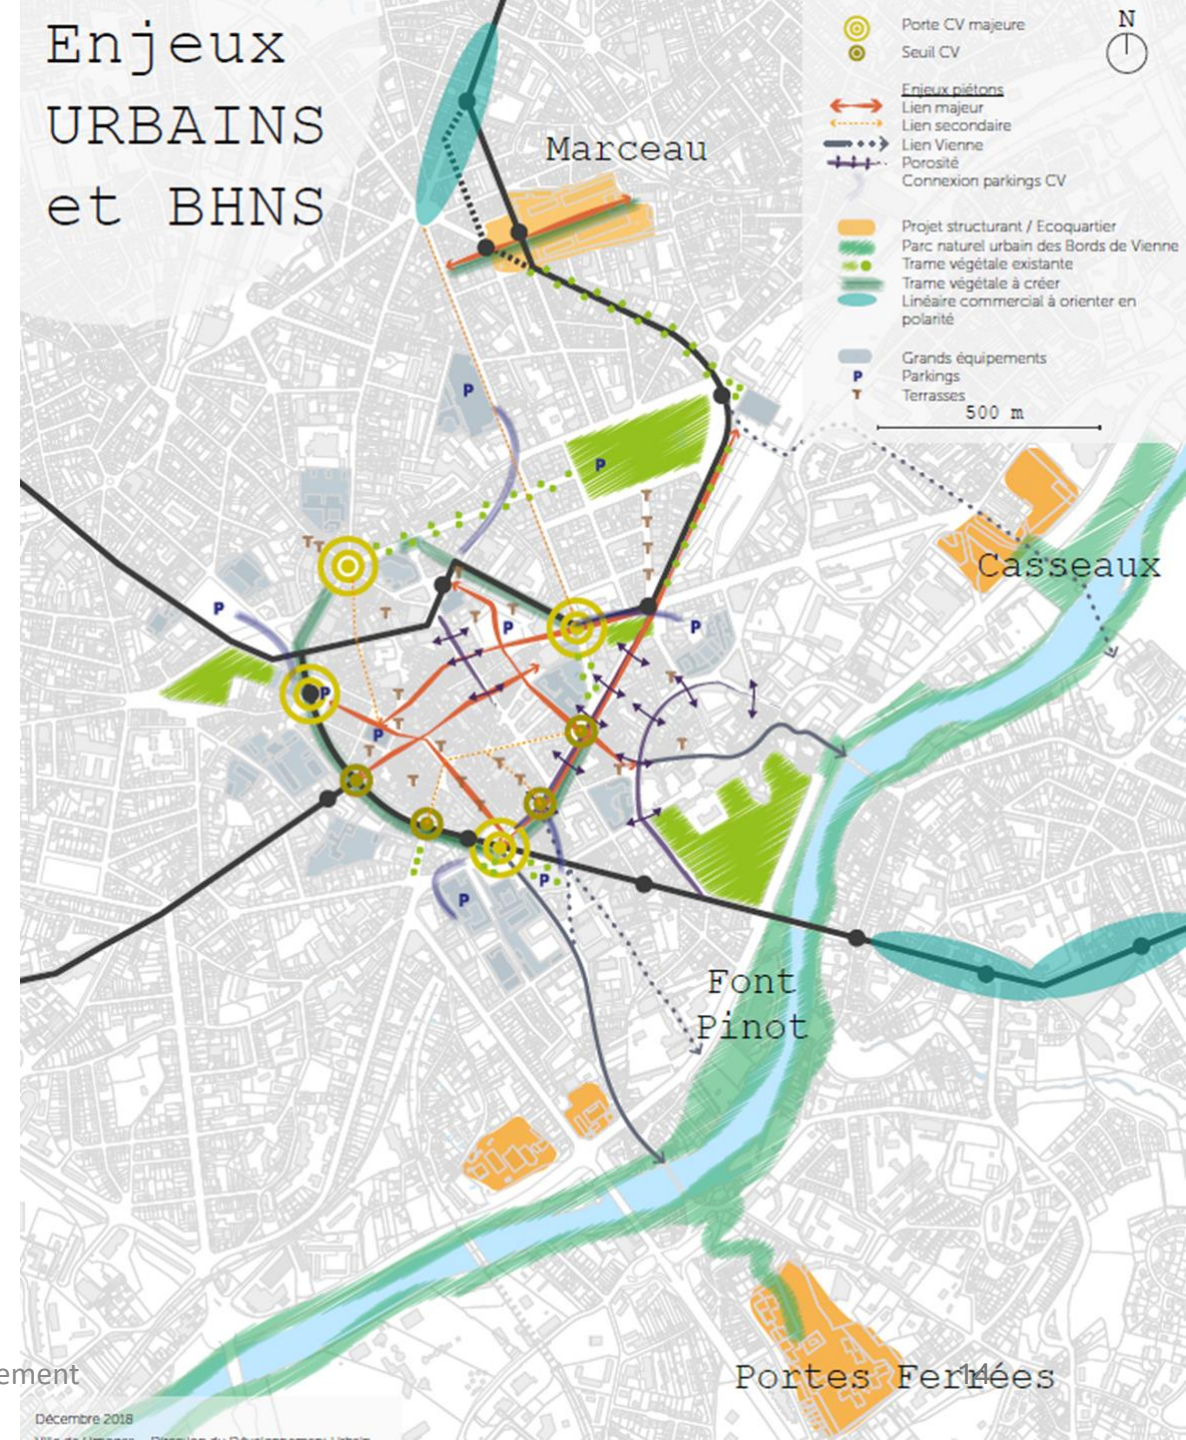 Enjeux
URBAINS
et BHNS
Porte CV majeure
Seuil CV
Enjeux piétons
Lien majeur
Lien secondaire
Lien Vienne
Porosité
Connexion parkings CV
Projet structurant / Ecoquartier
Parc naturel urbain des Bords de Vienne
Trame végétale existante
Trame végétale à créer
Linéaire commercial à orienter en
polarité
Grands équipements
P Parkings
T Terrasses
500 m
N
Marceau
P
P
T
T
T
T
T T
T
P
T
T
T
P
P
Casseaux
T
P
T
T
P
T
T
T
T
T
T
T
T
T
T
P
P
Font
Pinot
Portes Ferrées
ement
14
Décembre 2018